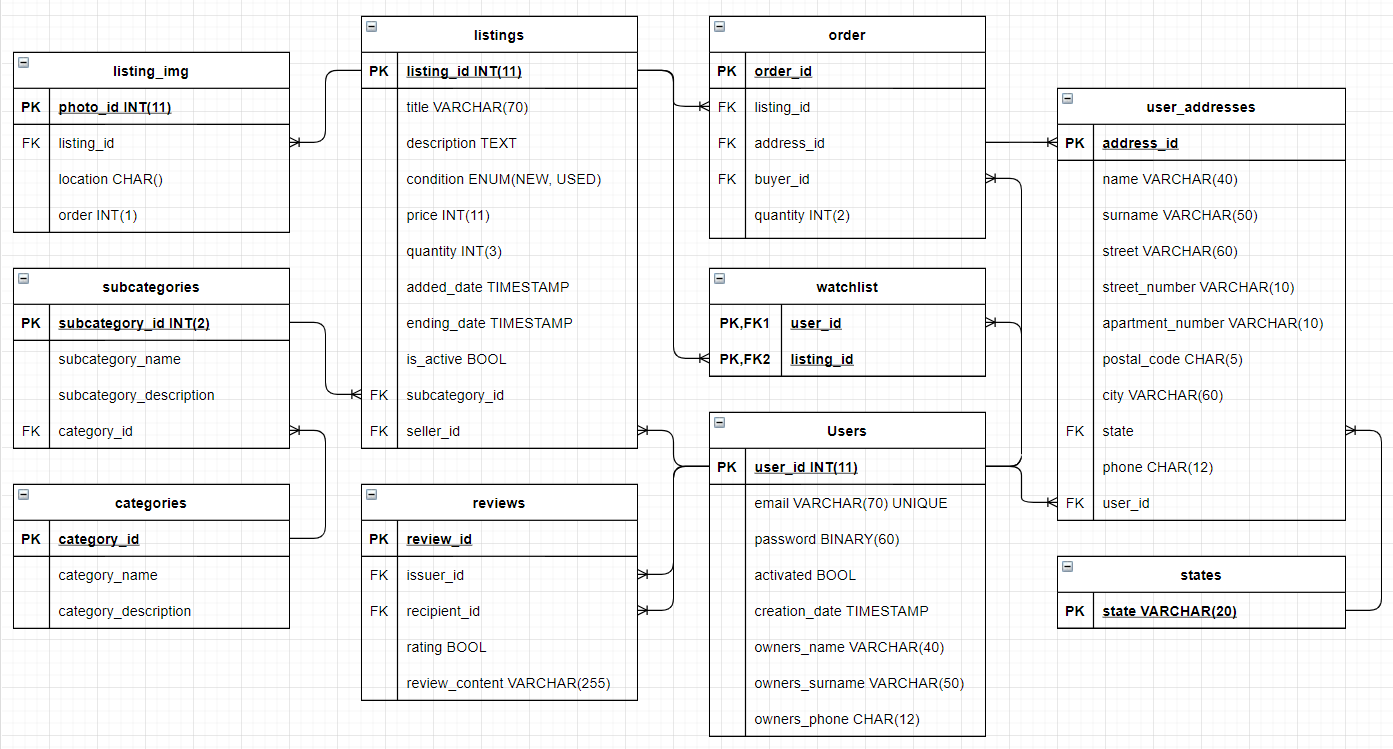 listing_img
PK photo_id INT(11)
FK listing_id
location CHAR()
order INT(1)
subcategories
PK subcategory_id INT(2)
subcategory_name
subcategory_description
FK category_id
categories
PK category_id
category_name
category_description
listings
PK listing_id INT(11)
title VARCHAR(70)
description TEXT
condition ENUM(NEW, USED)
price INT(11)
quantity INT(3)
added_date TIMESTAMP
ending_date TIMESTAMP
is_active BOOL
FK subcategory_id
FK seller_id
reviews
PK review_id
FK issuer_id
FK recipient_id
rating BOOL
review_content VARCHAR(255)
order
PK order_id
FK listing_id
FK address_id
FK buyer_id
quantity INT(2)
watchlist
PK,FK1 user_id
PK,FK2 listing_id
Users
PK user_id INT(11)
email VARCHAR(70) UNIQUE
password BINARY(60)
activated BOOL
creation_date TIMESTAMP
owners_name VARCHAR(40)
owners_surname VARCHAR(50)
owners_phone CHAR(12)
user_addresses
PK address_id
name VARCHAR(40)
surname VARCHAR(50)
street VARCHAR(60)
street_number VARCHAR(10)
apartment_number VARCHAR(10)
postal_code CHAR(5)
city VARCHAR(60)
FK state
phone CHAR(12)
FK user_id
states
PK state VARCHAR(20)